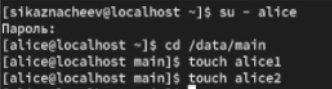 [sikaznacheev@localhost ~]$ su - alice
Пароль:
[alice@localhost ~]$ cd /data/main
[alice@localhost main]$ touch alice1
[alice@localhost main]$ touch alice2